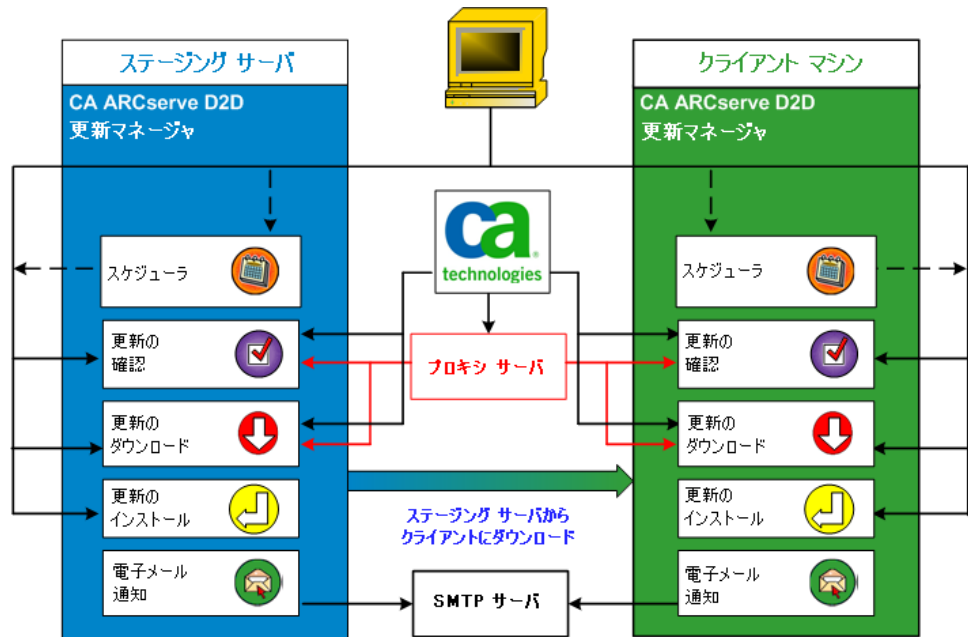 ステージング サーバ
CA ARCserve D2D
更新マネージャ
スケジューラ
更新の
確認
更新の
ダウンロード
更新の
インストール
電子メール
通知
ca
technologies
プロキシ サーバ
ステージング サーバから
クライアントにダウンロード
SMTP サーバ
クライアント マシン
CA ARCserve D2D
更新マネージャ
スケジューラ
更新の
確認
更新の
ダウンロード
更新の
インストール
電子メール
通知